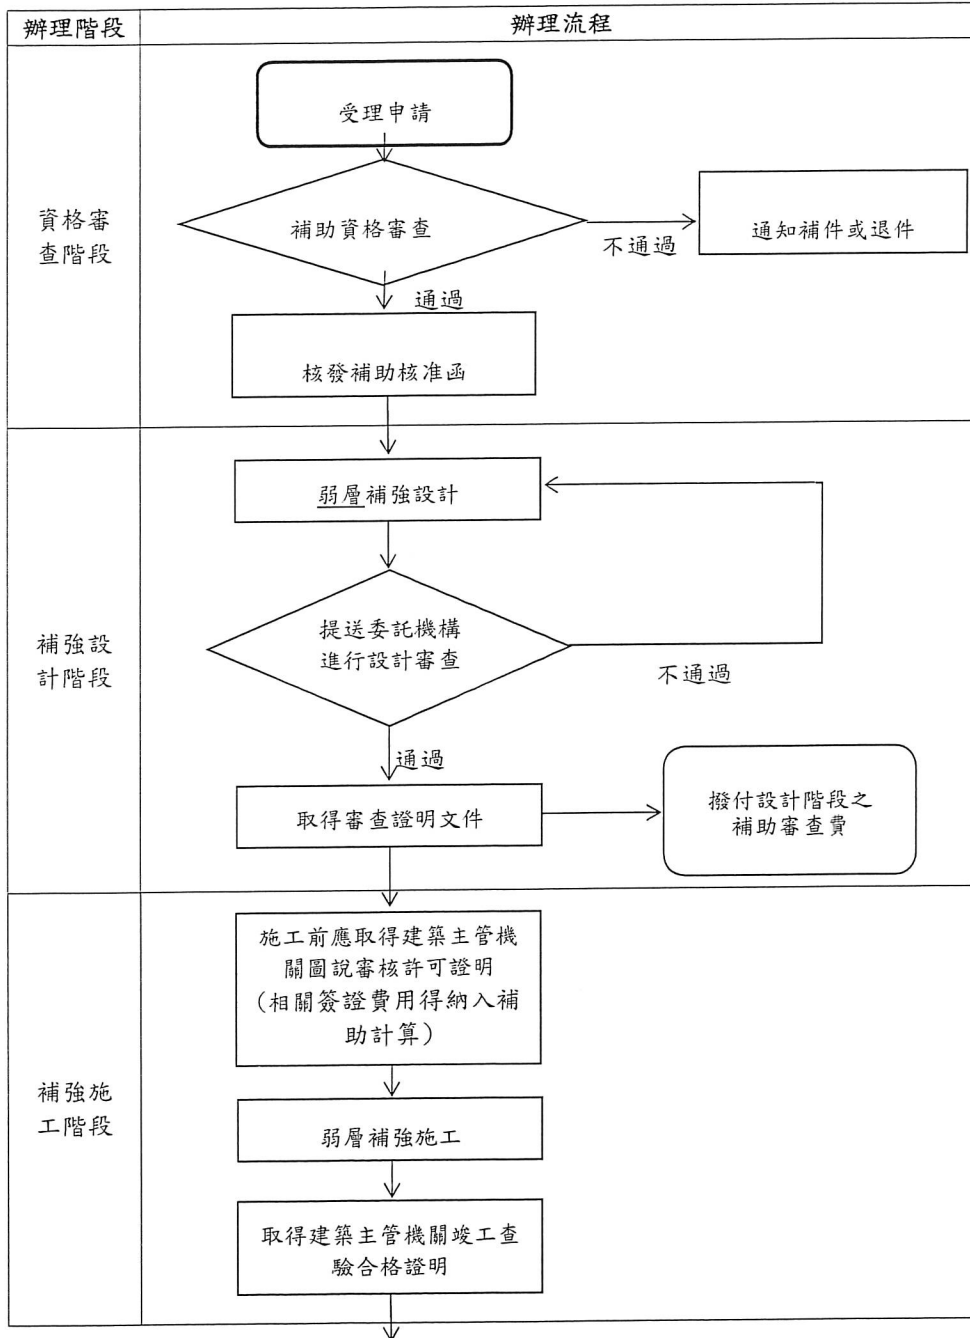 辦理階段
辦理流程
受理申請
資格審
查階段
補助資格審查
不通過
通知補件或退件
通過
核發補助核准函
弱層補強設計
補強設
計階段
提送委託機構
進行設計審查
不通過
通過
取得審查證明文件
撥付設計階段之
補助審查費
施工前應取得建築主管機
關圖說審核許可證明
(相關簽證費用得納入補
助計算)
補強施
工階段
弱層補強施工
取得建築主管機關竣工查
驗合格證明